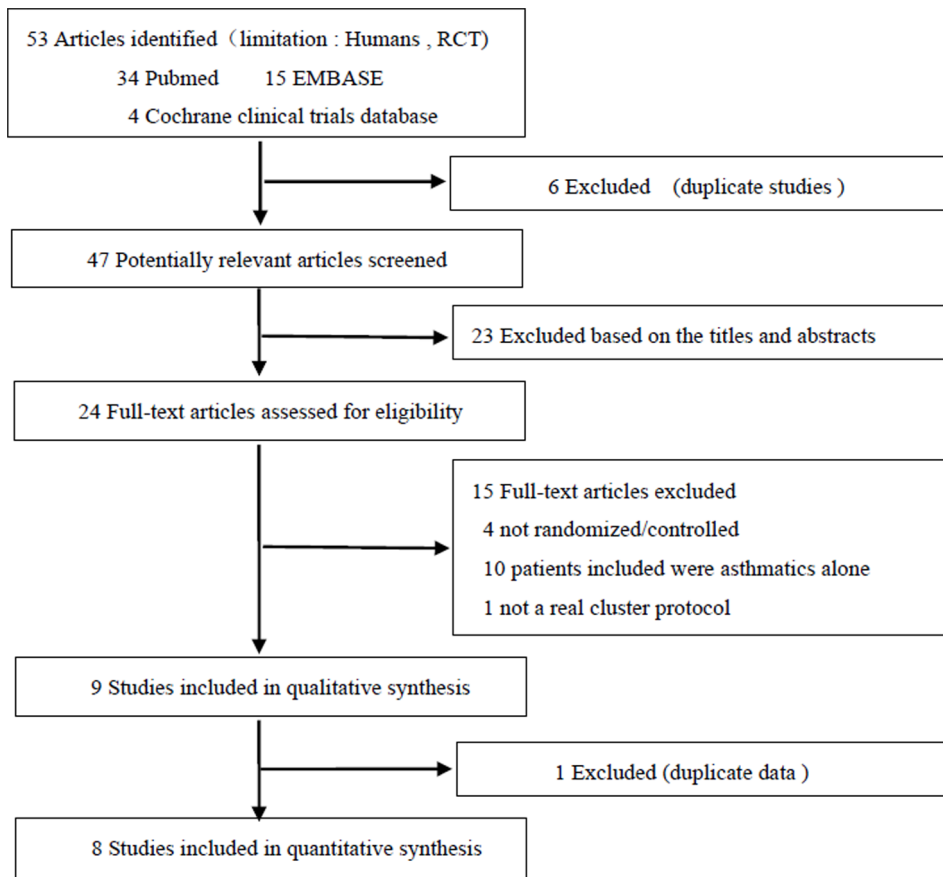 53 Articles identified（limitation : Humans , RCT)
34 Pubmed 15 EMBASE
4 Cochrane clinical trials database
6 Excluded (duplicate studies )
47 Potentially relevant articles screened
23 Excluded based on the titles and abstracts
24 Full-text articles assessed for eligibility
15 Full-text articles excluded
4 not randomized/controlled
10 patients included were asthmatics alone
1 not a real cluster protocol
9 Studies included in qualitative synthesis
1 Excluded (duplicate data )
8 Studies included in quantitative synthesis